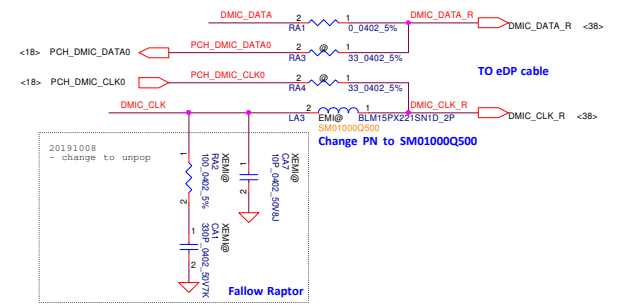 DMIC_DATA
2
1
DMIC_DATA_R
RA1
0_0402_5%
DMIC_DATA_R <38>
<18> PCH_DMIC_DATA0
PCH_DMIC_DATA0
2
@
1
RA3
33_0402_5%
TO eDP cable
<18> PCH_DMIC_CLK0
PCH_DMIC_CLK0
2
@
1
RA4
33_0402_5%
DMIC_CLK
2
1
DMIC_CLK_R
LA3
EMI@
BLM15PX221SN1D_2P
DMIC_CLK_R <38>
SM01000Q500
Change PN to SM01000Q500
20191008
- change to unpop
1
2
XEMI@
RA2
100_0402_5%
1
2
XEMI@
CA7
10P_0402_50V8J
1
2
XEMI@
CA1
330P_0402_50V7K
Fallow Raptor